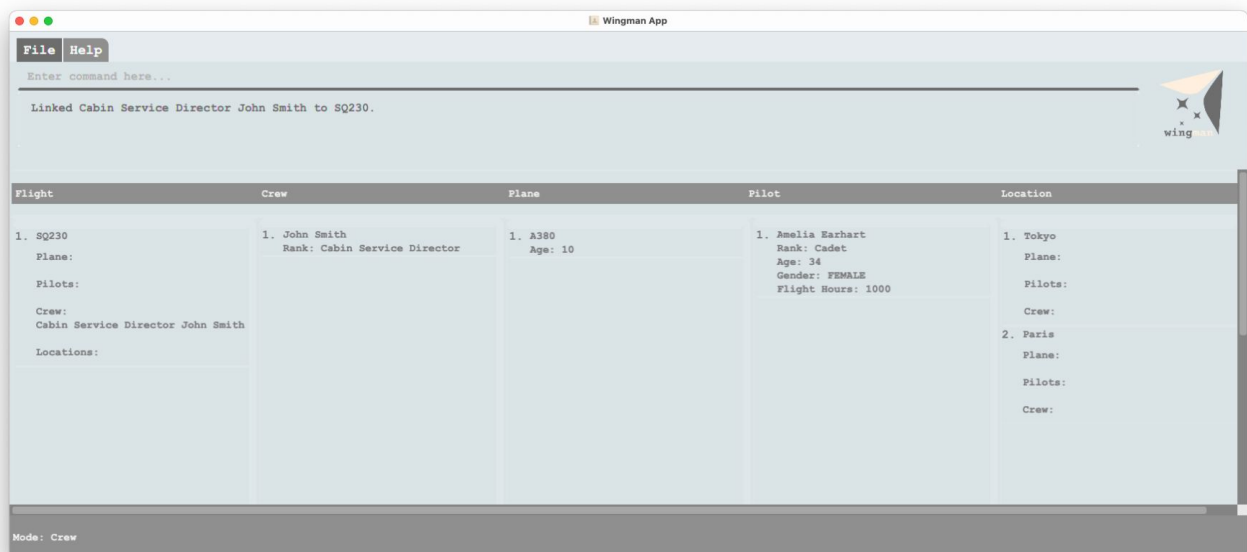 Wingman App
File Help
Enter command here...
Linked Cabin Service Director John Smith to SQ230.
wingman
Flight Crew Plane Pilot Location
1. SQ230
Plane:
Pilots:
Crew:
Cabin Service Director John Smith
Locations:
1. John Smith
Rank: Cabin Service Director
1. A380
Age: 10
1. Amelia Earhart
Rank: Cadet
Age: 34
Gender: FEMALE
Flight Hours: 1000
1. Tokyo
Plane:
Pilots:
Crew:
2. Paris
Plane:
Pilots:
Crew:
Mode: Crew